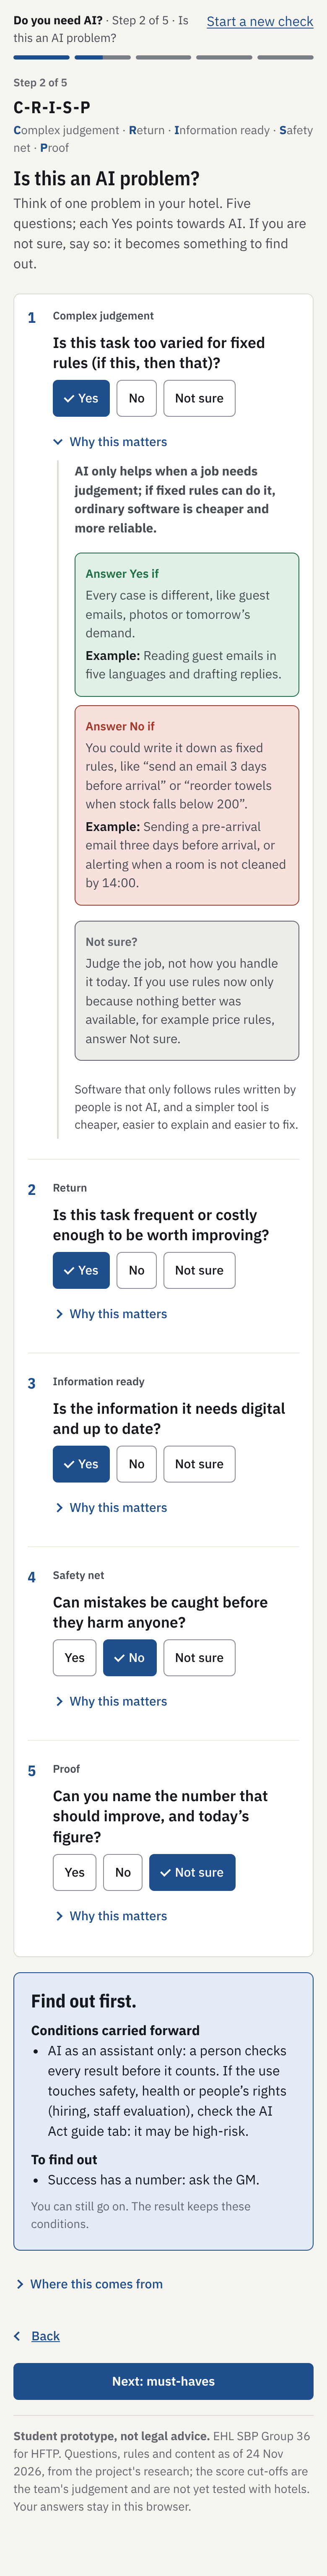 Do you need AI? · Step 2 of 5 · Is
this an AI problem?
Start a new check
Step 2 of 5
C-R-I-S-P
Complex judgement · Return · Information ready · Safety
net · Proof
Is this an AI problem?
Think of one problem in your hotel. Five
questions; each Yes points towards AI. If you are
not sure, say so: it becomes something to find
out.
1 Complex judgement
Is this task too varied for fixed
rules (if this, then that)?
Yes No Not sure
Why this matters
AI only helps when a job needs
judgement; if fixed rules can do it,
ordinary software is cheaper and
more reliable.
Answer Yes if
Every case is different, like guest
emails, photos or tomorrow’s
demand.
Example: Reading guest emails in
five languages and drafting replies.
Answer No if
You could write it down as fixed
rules, like “send an email 3 days
before arrival” or “reorder towels
when stock falls below 200”.
Example: Sending a pre-arrival
email three days before arrival, or
alerting when a room is not cleaned
by 14:00.
Not sure?
Judge the job, not how you handle
it today. If you use rules now only
because nothing better was
available, for example price rules,
answer Not sure.
Software that only follows rules written by
people is not AI, and a simpler tool is
cheaper, easier to explain and easier to fix.
2 Return
Is this task frequent or costly
enough to be worth improving?
Yes No Not sure
Why this matters
3 Information ready
Is the information it needs digital
and up to date?
Yes No Not sure
Why this matters
4 Safety net
Can mistakes be caught before
they harm anyone?
Yes No Not sure
Why this matters
5 Proof
Can you name the number that
should improve, and today’s
figure?
Yes No Not sure
Why this matters
Find out first.
Conditions carried forward
• AI as an assistant only: a person checks
every result before it counts. If the use
touches safety, health or people’s rights
(hiring, staff evaluation), check the AI
Act guide tab: it may be high-risk.
To find out
• Success has a number: ask the GM.
You can still go on. The result keeps these
conditions.
Where this comes from
Back
Next: must-haves
Student prototype, not legal advice. EHL SBP Group 36
for HFTP. Questions, rules and content as of 24 Nov
2026, from the project's research; the score cut-offs are
the team's judgement and are not yet tested with hotels.
Your answers stay in this browser.